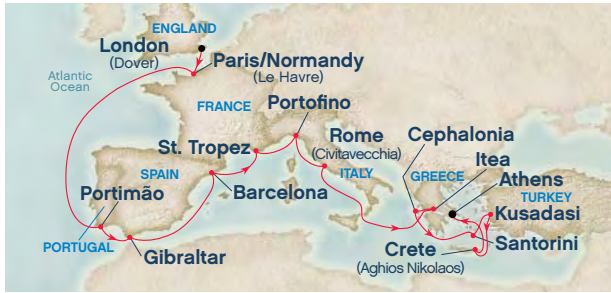 ENGLAND
London
(Dover)
Paris/Normandy
(Le Havre)
Atlantic
Ocean
FRANCE
Portofino
St. Tropez
Rome
(Civitavecchia)
Cephalonia
Itea
ITALY
GREECE
Athens
TURKEY
SPAIN
Portimão
Barcelona
Kusadasi
PORTUGAL
Gibraltar
Crete
(Aghios Nikolaos)
Santorini